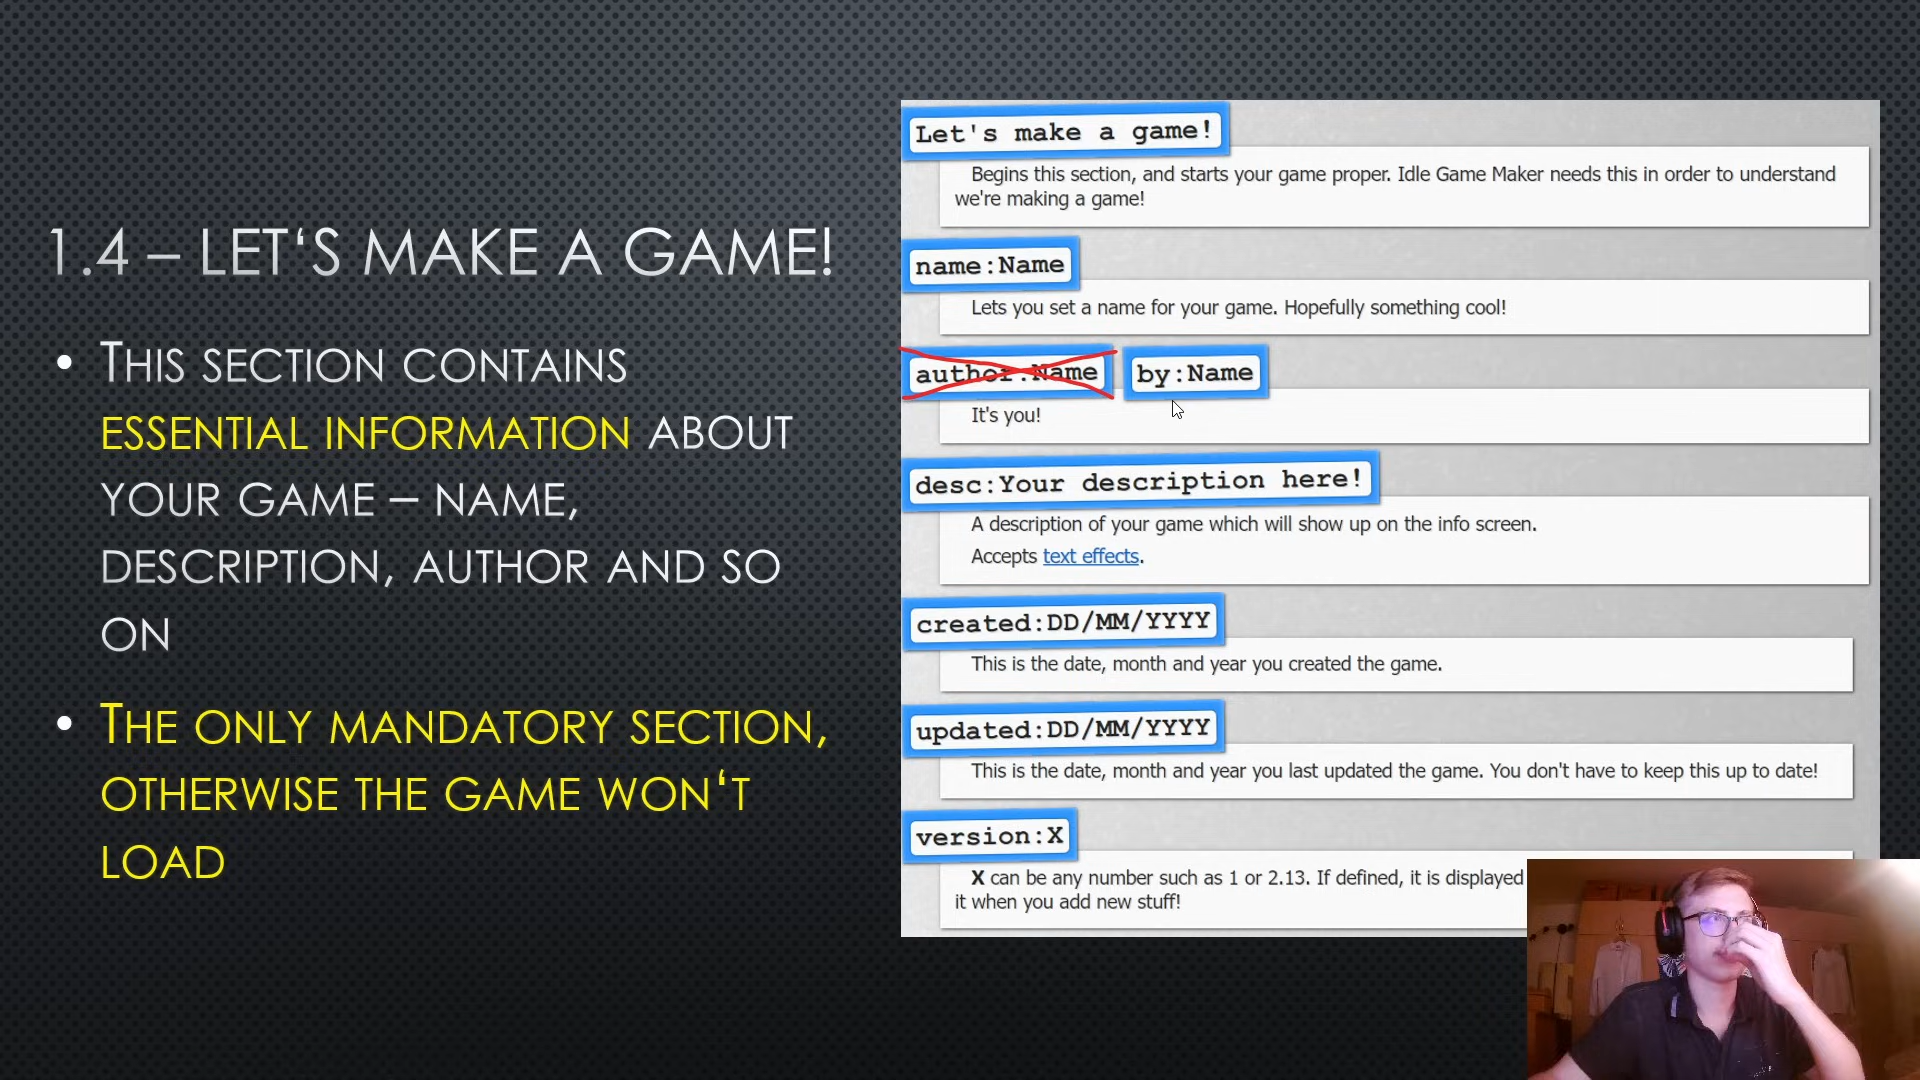 1.4 – LET‘S MAKE A GAME!
• THIS SECTION CONTAINS
ESSENTIAL INFORMATION ABOUT
YOUR GAME – NAME,
DESCRIPTION, AUTHOR AND SO
ON
• THE ONLY MANDATORY SECTION,
OTHERWISE THE GAME WON‘T
LOAD
Let's make a game!
Begins this section, and starts your game proper. Idle Game Maker needs this in order to understand
we're making a game!
name:Name
Lets you set a name for your game. Hopefully something cool!
author:Name by:Name
It's you!
desc:Your description here!
A description of your game which will show up on the info screen.
Accepts text effects.
created:DD/MM/YYYY
This is the date, month and year you created the game.
updated:DD/MM/YYYY
This is the date, month and year you last updated the game. You don't have to keep this up to date!
version:X
X can be any number such as 1 or 2.13. If defined, it is displayed
it when you add new stuff!